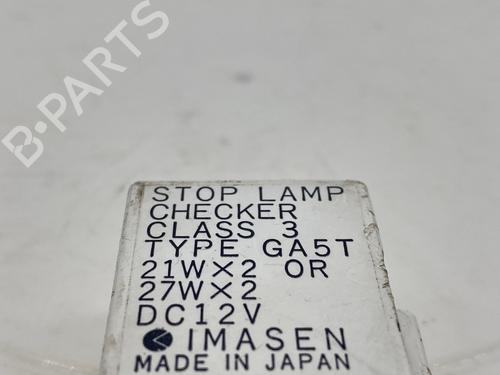 B-PARTS
STOP LAMP
CHECKER
CLASS 3
TYPE GA5T
21W×2 OR
27W×2
DC12V
IMASEN
MADE IN JAPAN